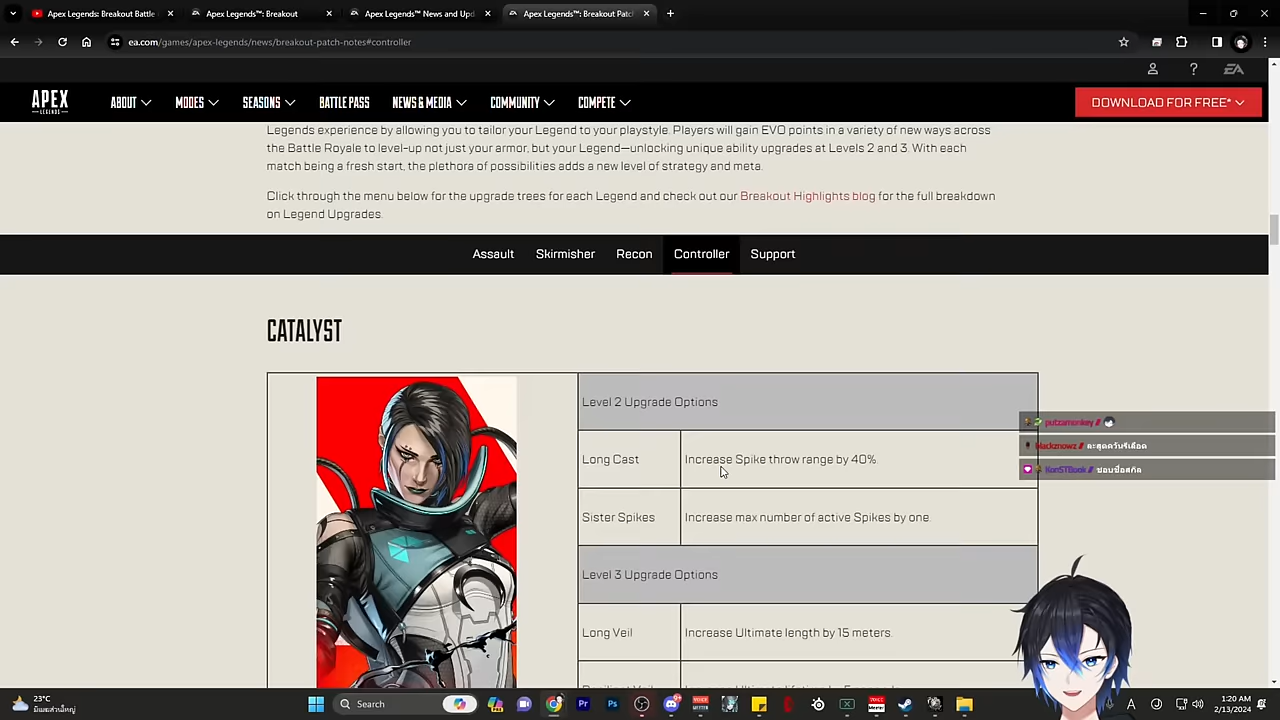 Apex Legends: Breakout Battle
Apex Legends™: Breakout
Apex Legends™ News and Upd
Apex Legends™: Breakout Patc
ea.com/games/apex-legends/news/breakout-patch-notes#controller
EA
APEX LEGENDS
ABOUT MODES SEASONS BATTLE PASS NEWS & MEDIA COMMUNITY COMPETE
DOWNLOAD FOR FREE*
Legends experience by allowing you to tailor your Legend to your playstyle. Players will gain EVO points in a variety of new ways across
the Battle Royale to level-up not just your armor, but your Legend—unlocking unique ability upgrades at Levels 2 and 3. With each
match being a fresh start, the plethora of possibilities adds a new level of strategy and meta.
Click through the menu below for the upgrade trees for each Legend and check out our Breakout Highlights blog for the full breakdown
on Legend Upgrades.
Assault Recon Skirmisher Controller Support
CATALYST
Level 2 Upgrade Options
Long Cast Increase Spike throw range by 40%.
Sister Spikes Increase max number of active Spikes by one.
Level 3 Upgrade Options
Long Veil Increase Ultimate length by 15 meters.
putzamonkey //
blackznowz //
NonSTBook //
23°C
Search
1:20 AM
2/13/2024